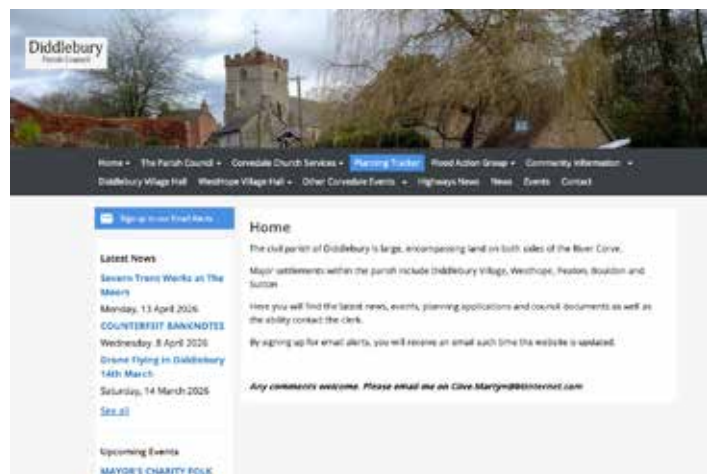 Diddlebury
Parish Council
Home The Parish Council Corvedale Church Services Planning Tracker Flood Action Group Community Information
Diddlebury Village Hall Westhope Village Hall Other Corvedale Events Highways News News Events Contact
Sign up to our Email Alerts
Home
The civil parish of Diddlebury is large, encompassing land on both sides of the River Corve.
Major settlements within the parish include Diddlebury Village, Westhope, Peaton, Bouldon and
Sutton
Here you will find the latest news, events, planning applications and council documents as well as
the ability contact the clerk.
By signing up for email alerts, you will receive an email each time the website is updated.
Any comments welcome. Please email me on Clive.Martyn@btinternet.com
Latest News
Severn Trent Works at The
Moors
Monday, 13 April 2026
COUNTERFEIT BANKNOTES
Wednesday, 8 April 2026
Drone Flying in Diddlebury
14th March
Saturday, 14 March 2026
See all
Upcoming Events
MAYOR'S CHARITY FOLK